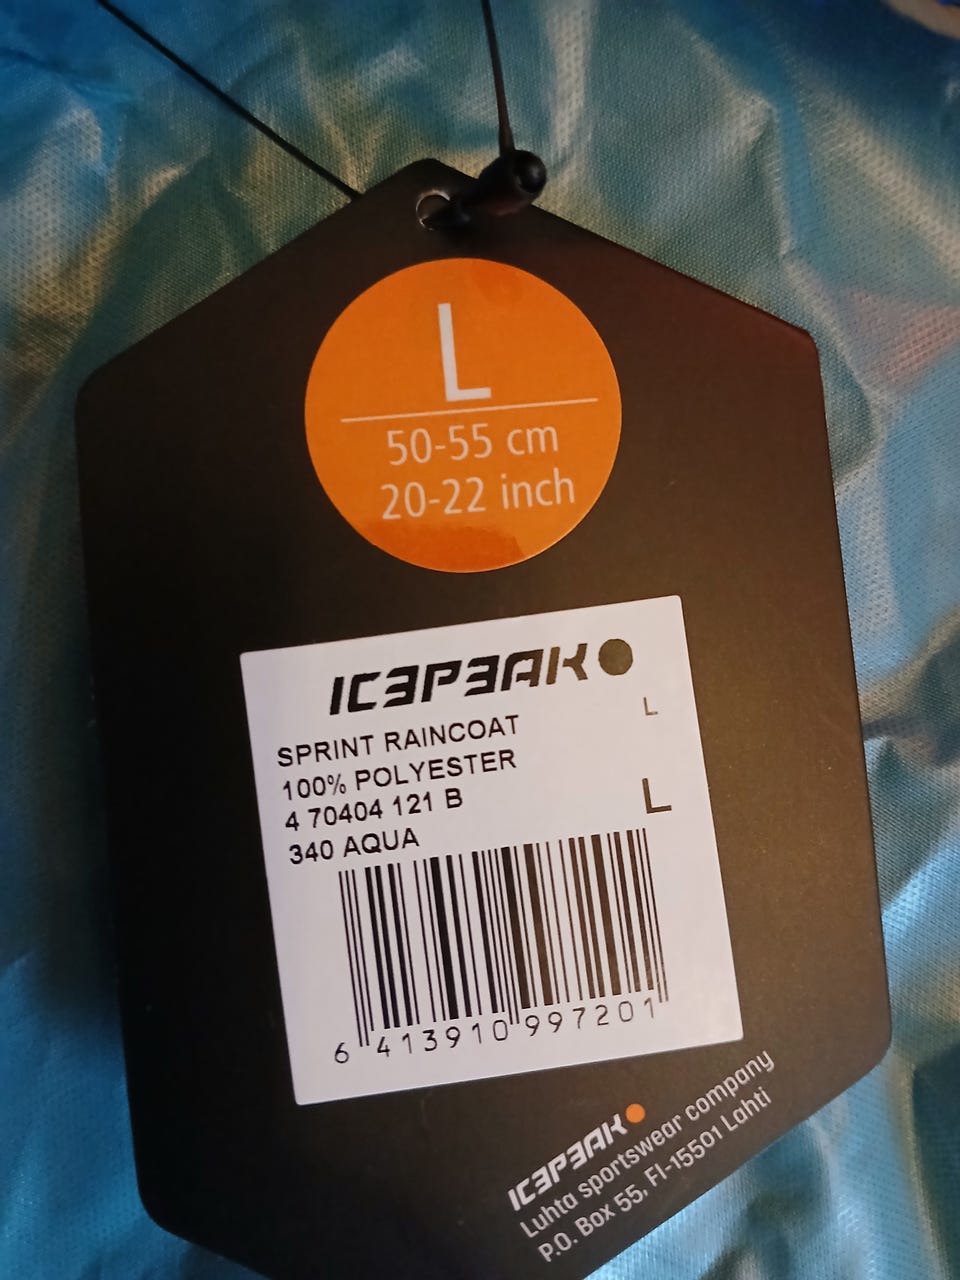 L
50-55 cm
20-22 inch
ICEPEAK
L
SPRINT RAINCOAT
100% POLYESTER
4 70404 121 B
L
340 AQUA
6 413910 997201
ICEPEAK
Luhta sportswear company
P.O. Box 55, FI-15501 Lahti